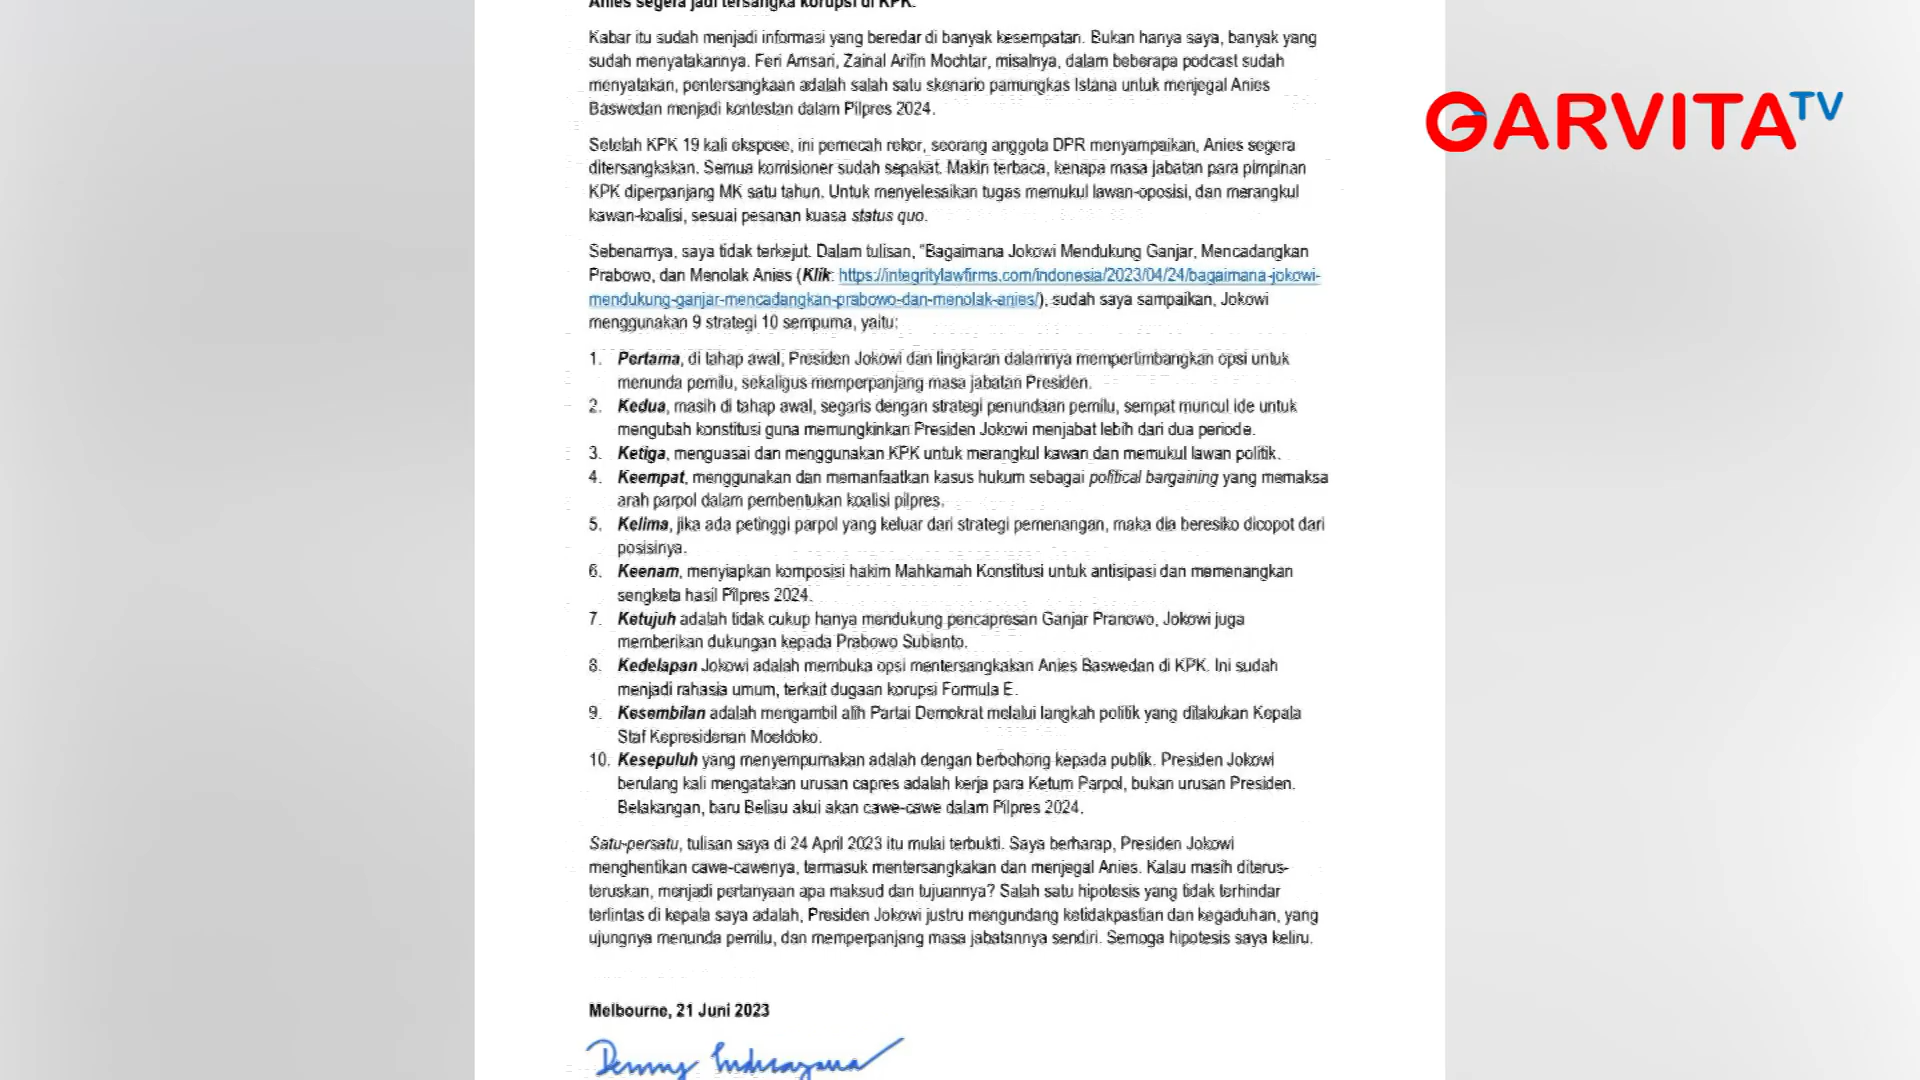 Anies segera jadi tersangka korupsi di KPK.
Kabar itu sudah menjadi informasi yang beredar di banyak kesempatan. Bukan hanya saya, banyak yang
sudah menyatakannya. Feri Amsari, Zainal Arifin Mochtar, misalnya, dalam beberapa podcast sudah
menyatakan, pentersangkaan adalah salah satu skenario pamungkas Istana untuk menjegal Anies
Baswedan menjadi kontestan dalam Pilpres 2024.
Setelah KPK 19 kali ekspose, ini pemecah rekor, seorang anggota DPR menyampaikan, Anies segera
ditersangkakan. Semua komisioner sudah sepakat. Makin terbaca, kenapa masa jabatan para pimpinan
KPK diperpanjang MK satu tahun. Untuk menyelesaikan tugas memukul lawan-oposisi, dan merangkul
kawan-koalisi, sesuai pesanan kuasa status quo.
Sebenarnya, saya tidak terkejut. Dalam tulisan, "Bagaimana Jokowi Mendukung Ganjar, Mencadangkan
Prabowo, dan Menolak Anies (Klik: https://integritylawfirms.com/indonesia/2023/04/24/bagaimana-jokowi-
mendukung-ganjar-mencadangkan-prabowo-dan-menolak-anies/), sudah saya sampaikan, Jokowi
menggunakan 9 strategi 10 sempurna, yaitu:
1. Pertama, di tahap awal, Presiden Jokowi dan lingkaran dalamnya mempertimbangkan opsi untuk
menunda pemilu, sekaligus memperpanjang masa jabatan Presiden.
2. Kedua, masih di tahap awal, segaris dengan strategi penundaan pemilu, sempat muncul ide untuk
mengubah konstitusi guna memungkinkan Presiden Jokowi menjabat lebih dari dua periode.
3. Ketiga, menguasai dan menggunakan KPK untuk merangkul kawan dan memukul lawan politik.
4. Keempat, menggunakan dan memanfaatkan kasus hukum sebagai political bargaining yang memaksa
arah parpol dalam pembentukan koalisi pilpres.
5. Kelima, jika ada petinggi parpol yang keluar dari strategi pemenangan, maka dia beresiko dicopot dari
posisinya.
6. Keenam, menyiapkan komposisi hakim Mahkamah Konstitusi untuk antisipasi dan memenangkan
sengketa hasil Pilpres 2024.
7. Ketujuh adalah tidak cukup hanya mendukung pencapresan Ganjar Pranowo, Jokowi juga
memberikan dukungan kepada Prabowo Subianto.
8. Kedelapan Jokowi adalah membuka opsi mentersangkakan Anies Baswedan di KPK. Ini sudah
menjadi rahasia umum, terkait dugaan korupsi Formula E.
9. Kesembilan adalah mengambil alih Partai Demokrat melalui langkah politik yang dilakukan Kepala
Staf Kepresidenan Moeldoko.
10. Kesepuluh yang menyempurnakan adalah dengan berbohong kepada publik. Presiden Jokowi
berulang kali mengatakan urusan capres adalah kerja para Ketum Parpol, bukan urusan Presiden.
Belakangan, baru Beliau akui akan cawe-cawe dalam Pilpres 2024.
Satu-persatu, tulisan saya di 24 April 2023 itu mulai terbukti. Saya berharap, Presiden Jokowi
menghentikan cawe-cawenya, termasuk mentersangkakan dan menjegal Anies. Kalau masih diterus-
teruskan, menjadi pertanyaan apa maksud dan tujuannya? Salah satu hipotesis yang tidak terhindar
terlintas di kepala saya adalah, Presiden Jokowi justru mengundang ketidakpastian dan kegaduhan, yang
ujungnya menunda pemilu, dan memperpanjang masa jabatannya sendiri. Semoga hipotesis saya keliru.
Melbourne, 21 Juni 2023
Denny Indrayana
GARVITA TV